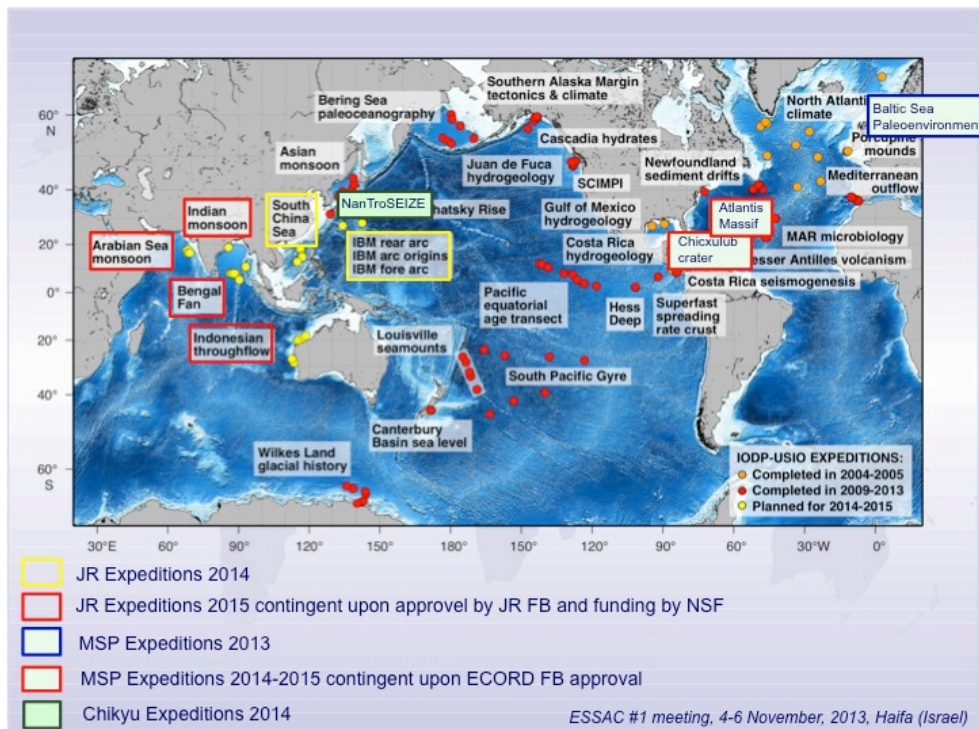 Southern Alaska Margin
tectonics & climate
Bering Sea
paleoceanography
North Atlantic
climate
Baltic Sea
Paleoenvironment
Cascadia hydrates
Porcupine
mounds
Asian
monsoon
Juan de Fuca
hydrogeology
Newfoundland
sediment drifts
Mediterranean
outflow
SCIMPI
South
China
Sea
NanTroSEIZE
hatsky Rise
Indian
monsoon
Gulf of Mexico
hydrogeology
Atlantis
Massif
Arabian Sea
monsoon
IBM rear arc
IBM arc origins
IBM fore arc
Costa Rica
hydrogeology
Chicxulub
crater
MAR microbiology
esser Antilles volcanism
Costa Rica seismogenesis
Bengal
Fan
Pacific
equatorial
age transect
Hess
Deep
Superfast
spreading
rate crust
Indonesian
throughflow
Louisville
seamounts
South Pacific Gyre
Canterbury
Basin sea level
Wilkes Land
glacial history
IODP-USIO EXPEDITIONS:
Completed in 2004-2005
Completed in 2009-2013
Planned for 2014-2015
60°
N
40°
20°
0°
20°
40°
60°
S
30°E 60° 90° 120° 150° 180° 150° 120° 90° 60° 30°W 0°
JR Expeditions 2014
JR Expeditions 2015 contingent upon approvel by JR FB and funding by NSF
MSP Expeditions 2013
MSP Expeditions 2014-2015 contingent upon ECORD FB approval
Chikyu Expeditions 2014
ESSAC #1 meeting, 4-6 November, 2013, Haifa (Israel)